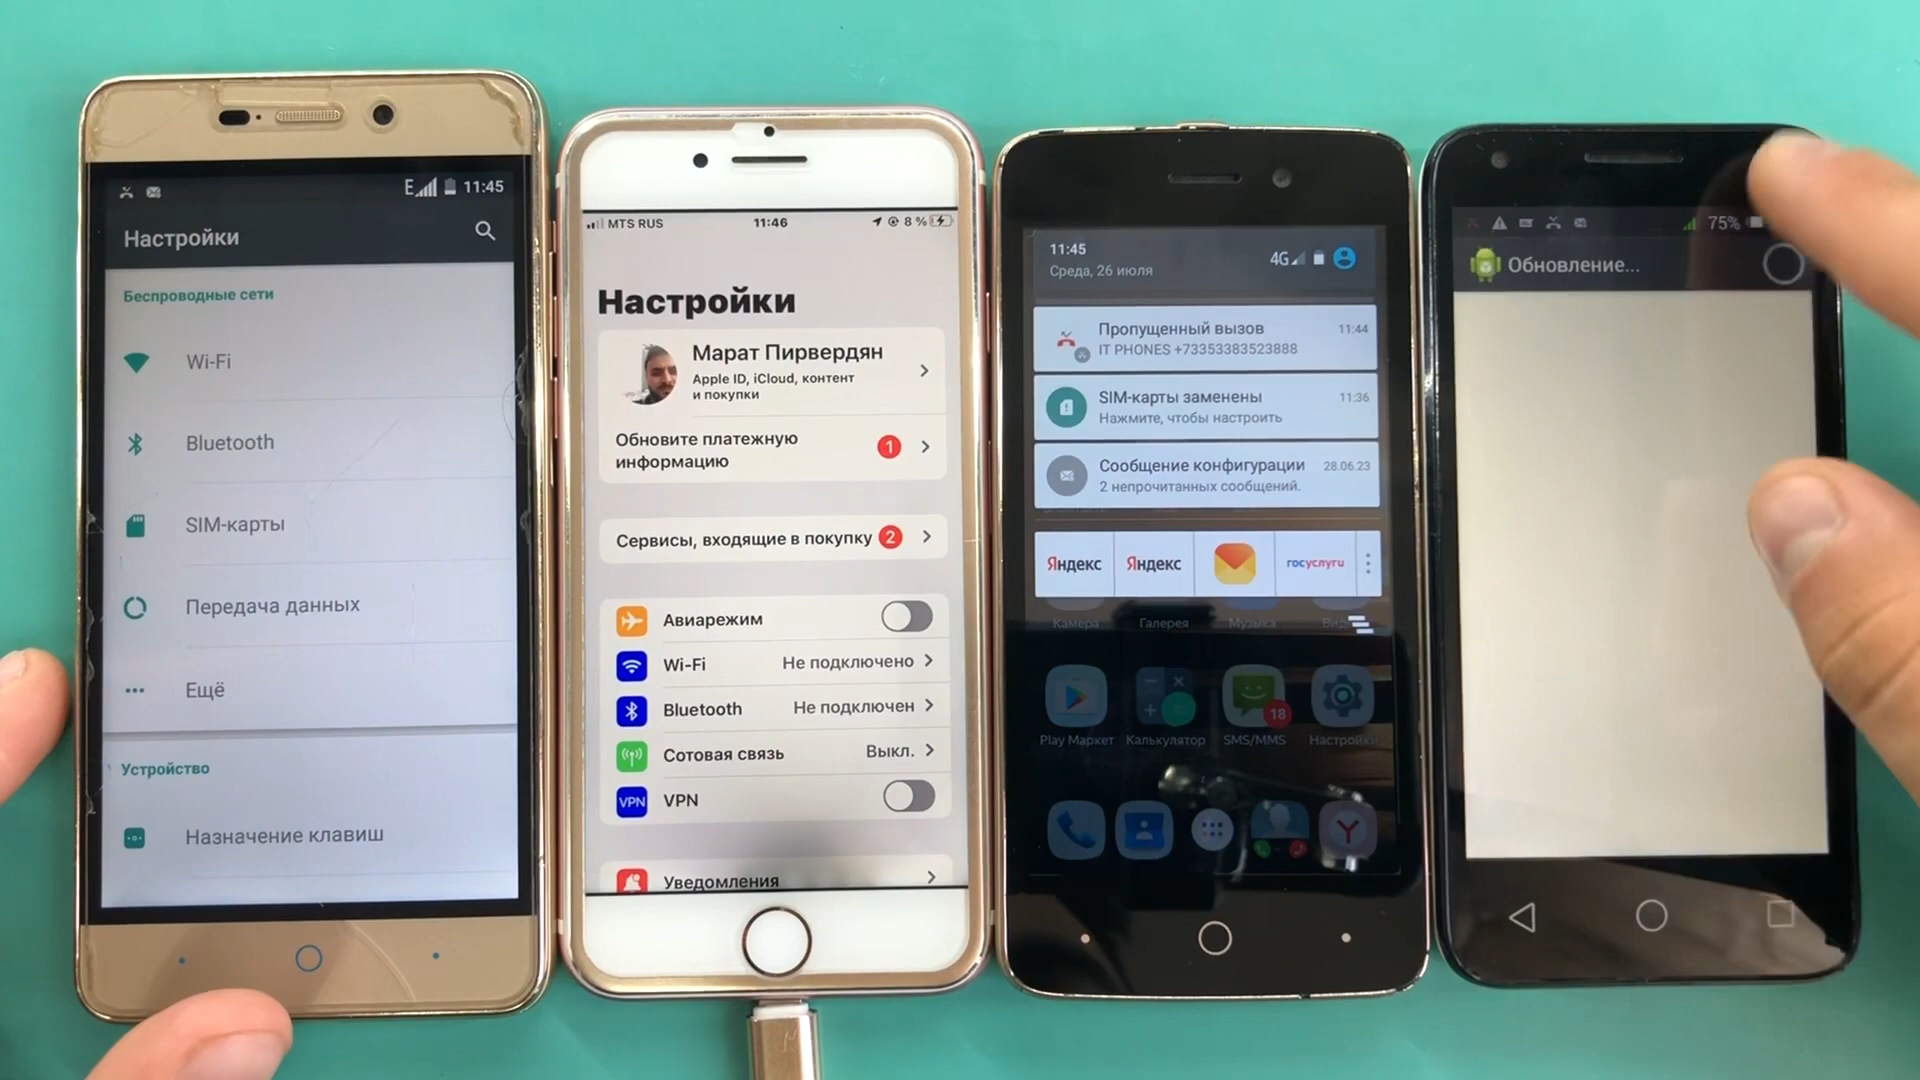 E 11:45
Настройки
Беспроводные сети
Wi-Fi
Bluetooth
SIM-карты
Передача данных
Ещё
Устройство
Назначение клавиш
MTS RUS 11:46 8 %
Настройки
Марат Пирвердян
Apple ID, iCloud, контент
и покупки
Обновите платежную
информацию
1
Сервисы, входящие в покупку 2
Авиарежим
Wi-Fi Не подключено
Bluetooth Не подключен
Сотовая связь Выкл.
VPN VPN
Уведомления
11:45
Среда, 26 июля
4G
Пропущенный вызов 11:44
IT PHONES +73353383523888
SIM-карты заменены 11:36
Нажмите, чтобы настроить
Сообщение конфигурации 28.06.23
2 непрочитанных сообщений.
Яндекс Яндекс госуслуги
Камера Галерея Музыка
18
Play Маркет Калькулятор SMS/MMS Настройки
75%
Обновление...